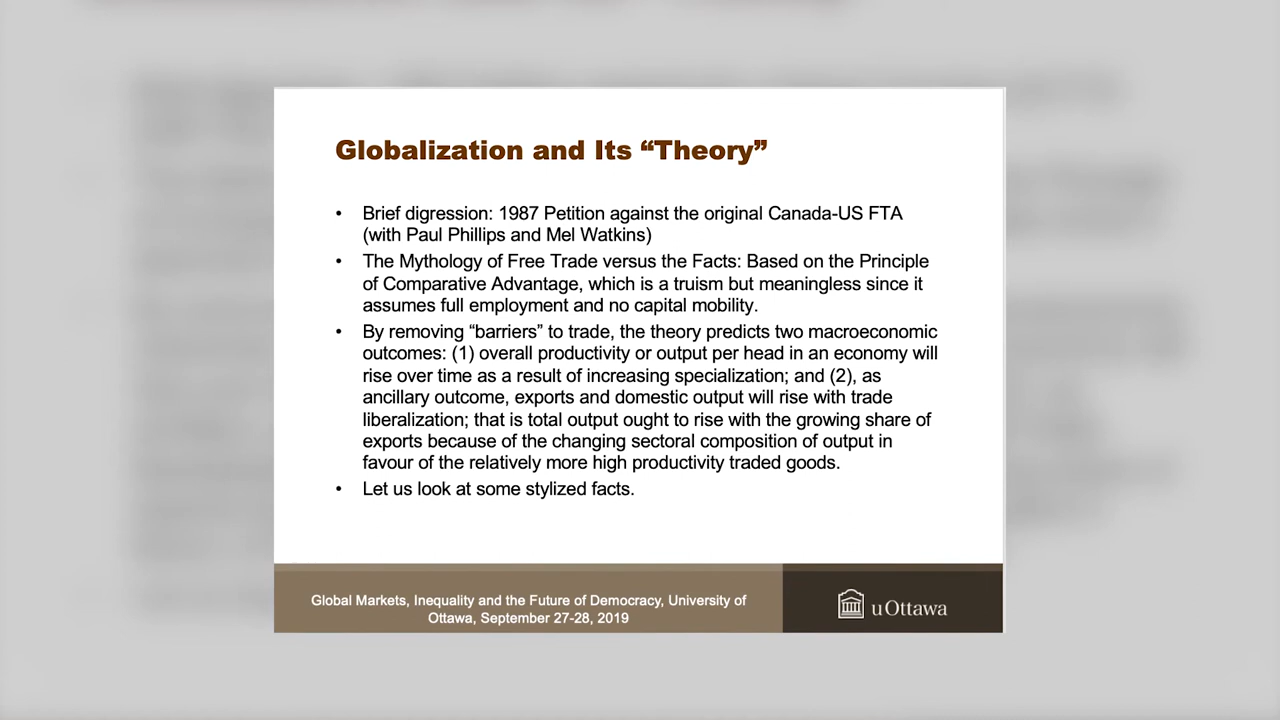 Globalization and Its “Theory”
• Brief digression: 1987 Petition against the original Canada-US FTA
(with Paul Phillips and Mel Watkins)
• The Mythology of Free Trade versus the Facts: Based on the Principle
of Comparative Advantage, which is a truism but meaningless since it
assumes full employment and no capital mobility.
• By removing “barriers” to trade, the theory predicts two macroeconomic
outcomes: (1) overall productivity or output per head in an economy will
rise over time as a result of increasing specialization; and (2), as
ancillary outcome, exports and domestic output will rise with trade
liberalization; that is total output ought to rise with the growing share of
exports because of the changing sectoral composition of output in
favour of the relatively more high productivity traded goods.
• Let us look at some stylized facts.
Global Markets, Inequality and the Future of Democracy, University of
Ottawa, September 27-28, 2019
uOttawa